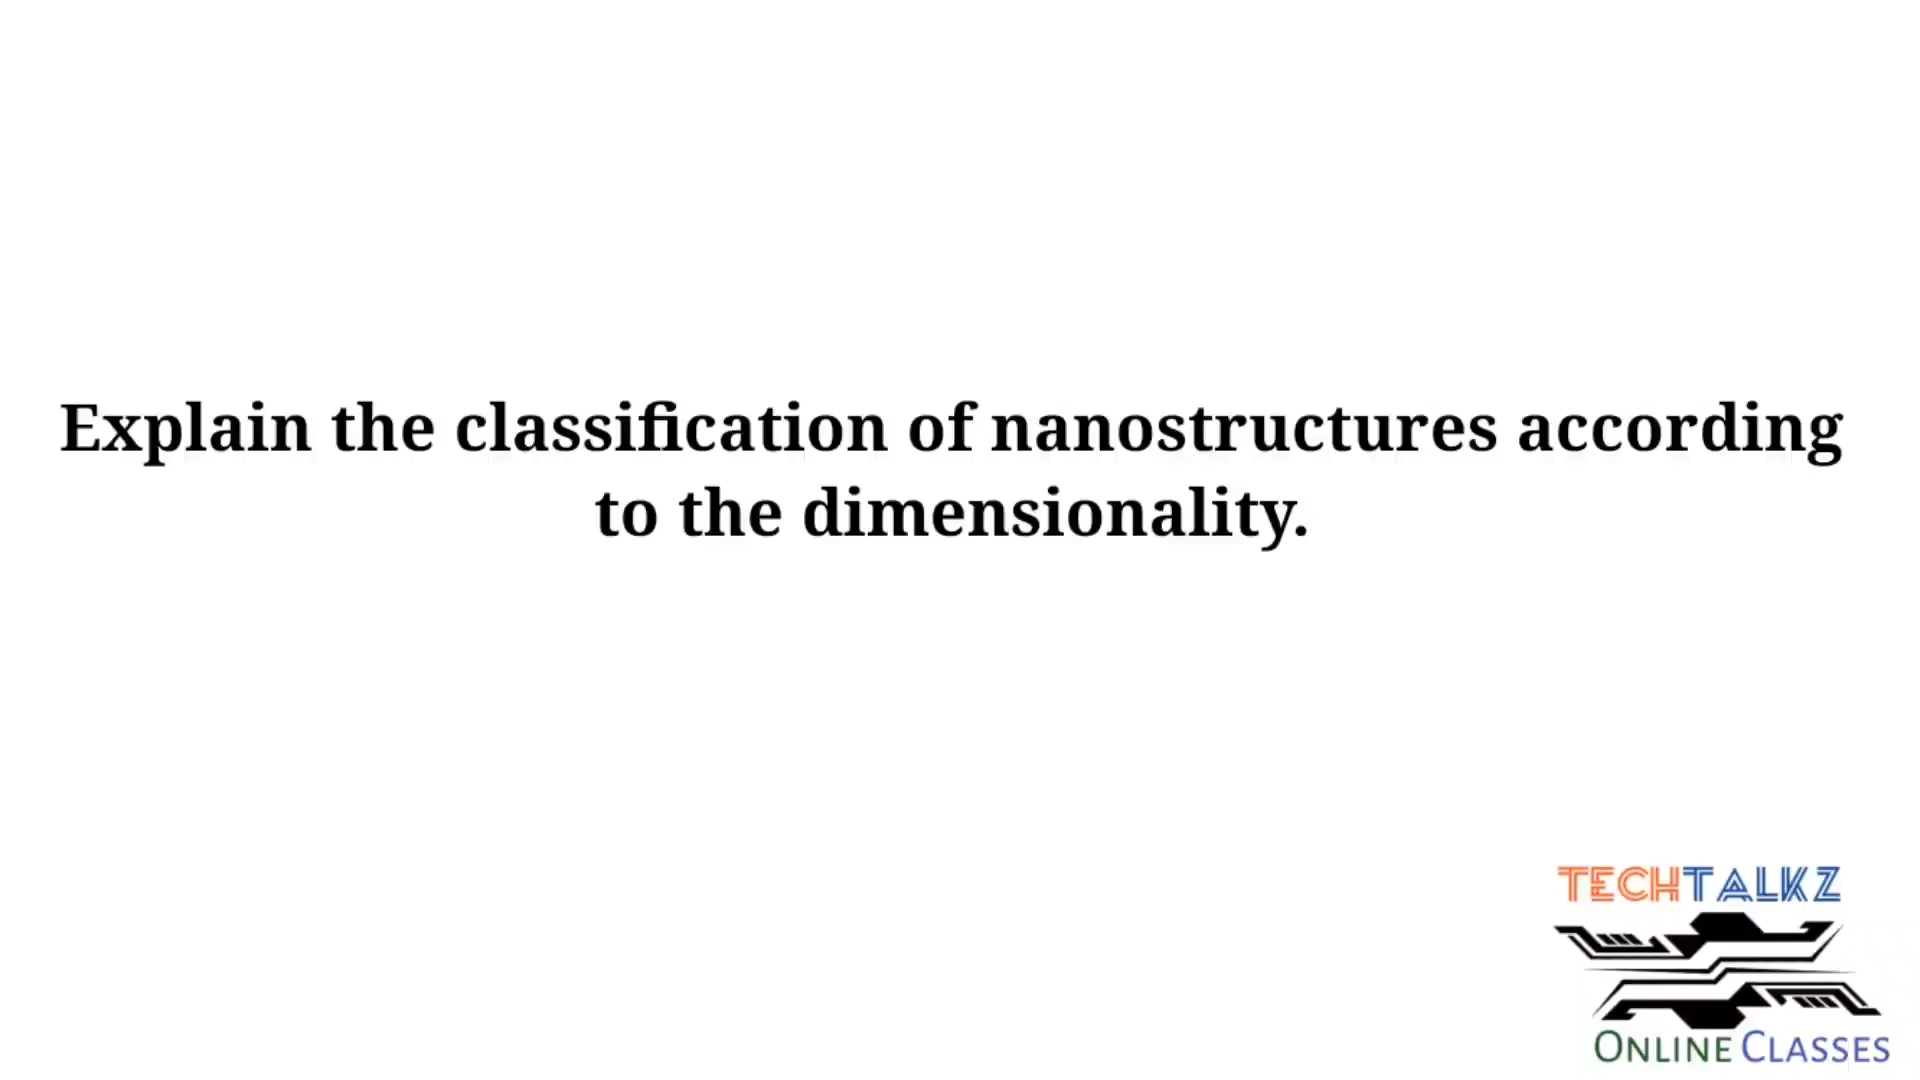 Explain the classification of nanostructures according
to the dimensionality.
TECHTALKZ
ONLINE CLASSES